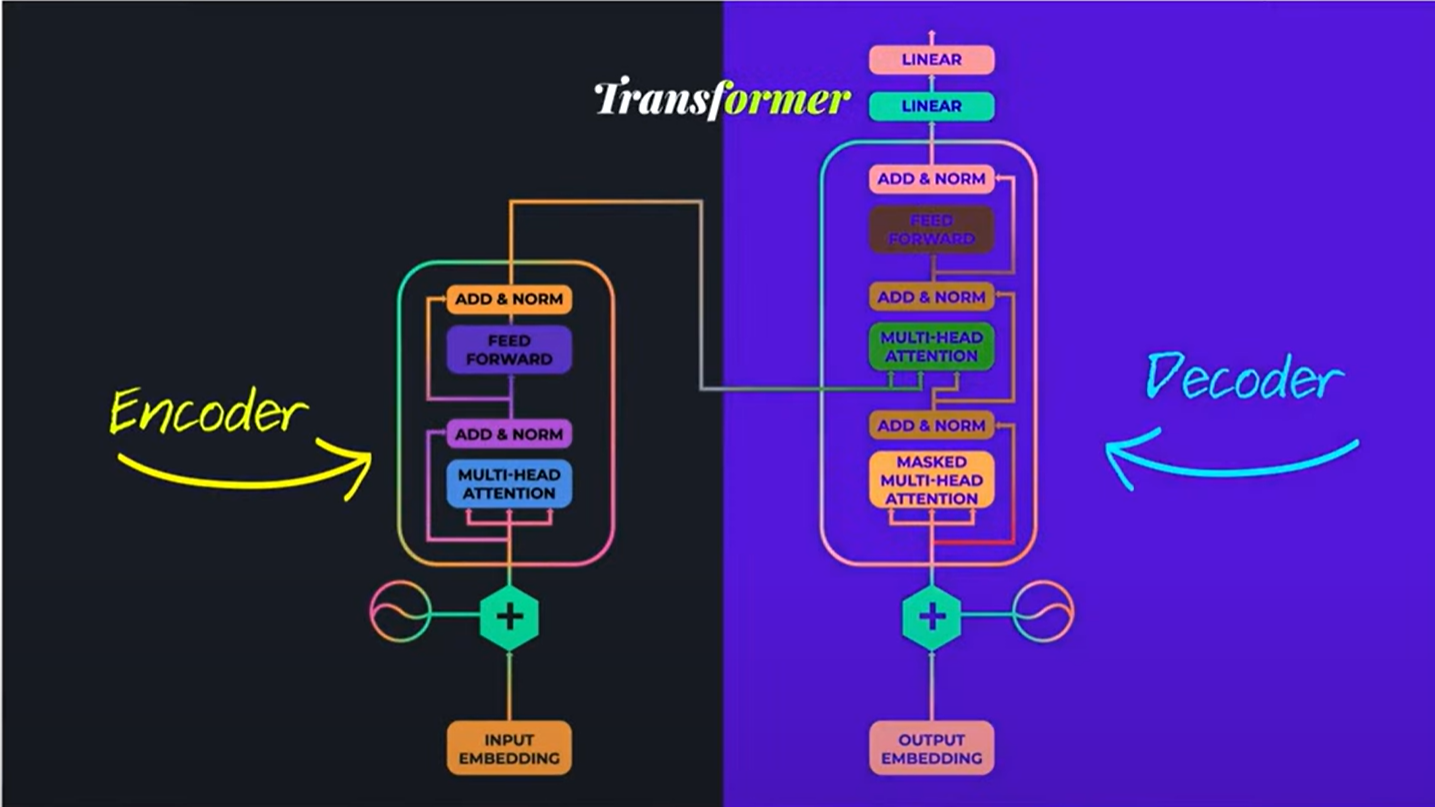 Transformer
Encoder
ADD & NORM
FEED
FORWARD
ADD & NORM
MULTI-HEAD
ATTENTION
+
INPUT
EMBEDDING
LINEAR
LINEAR
ADD & NORM
FEED
FORWARD
ADD & NORM
MULTI-HEAD
ATTENTION
ADD & NORM
MASKED
MULTI-HEAD
ATTENTION
+
OUTPUT
EMBEDDING
Decoder